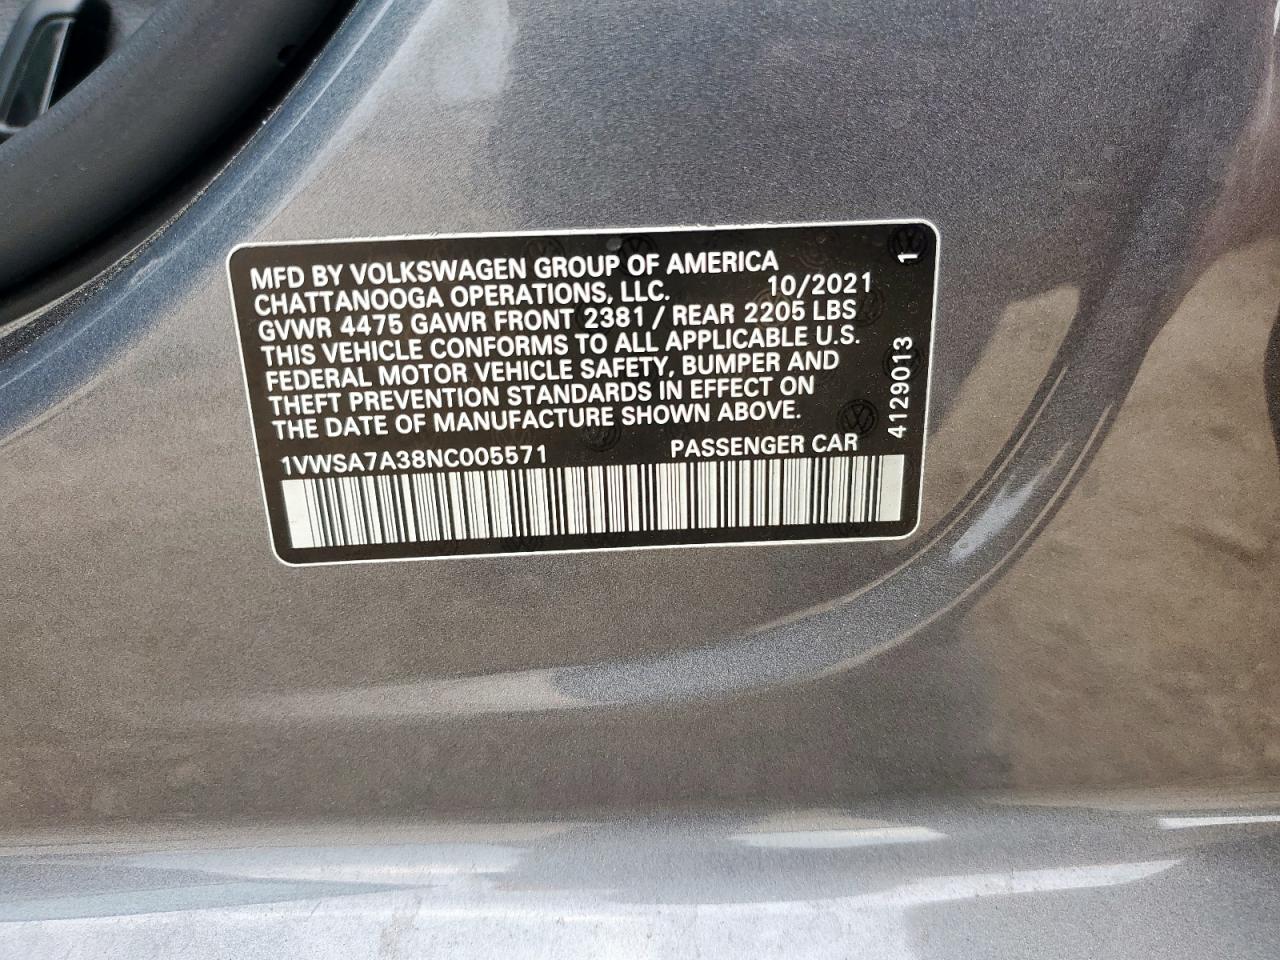 MFD BY VOLKSWAGEN GROUP OF AMERICA
CHATTANOOGA OPERATIONS, LLC. 10/2021
GVWR 4475 GAWR FRONT 2381 / REAR 2205 LBS
THIS VEHICLE CONFORMS TO ALL APPLICABLE U.S.
FEDERAL MOTOR VEHICLE SAFETY, BUMPER AND
THEFT PREVENTION STANDARDS IN EFFECT ON
THE DATE OF MANUFACTURE SHOWN ABOVE.
1VWSA7A38NC005571 PASSENGER CAR
4129013 1